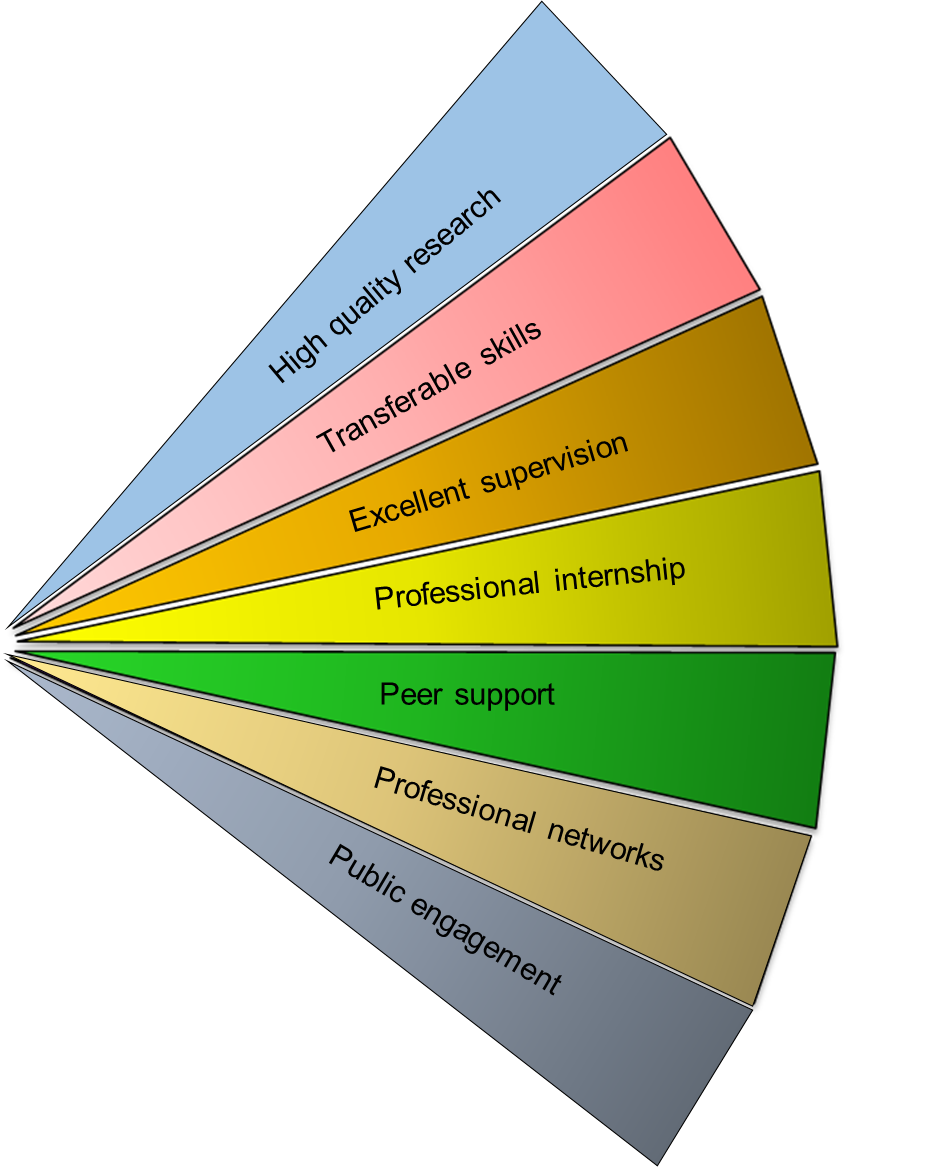 High quality research
Transferable skills
Excellent supervision
Professional internship
Peer support
Professional networks
Public engagement